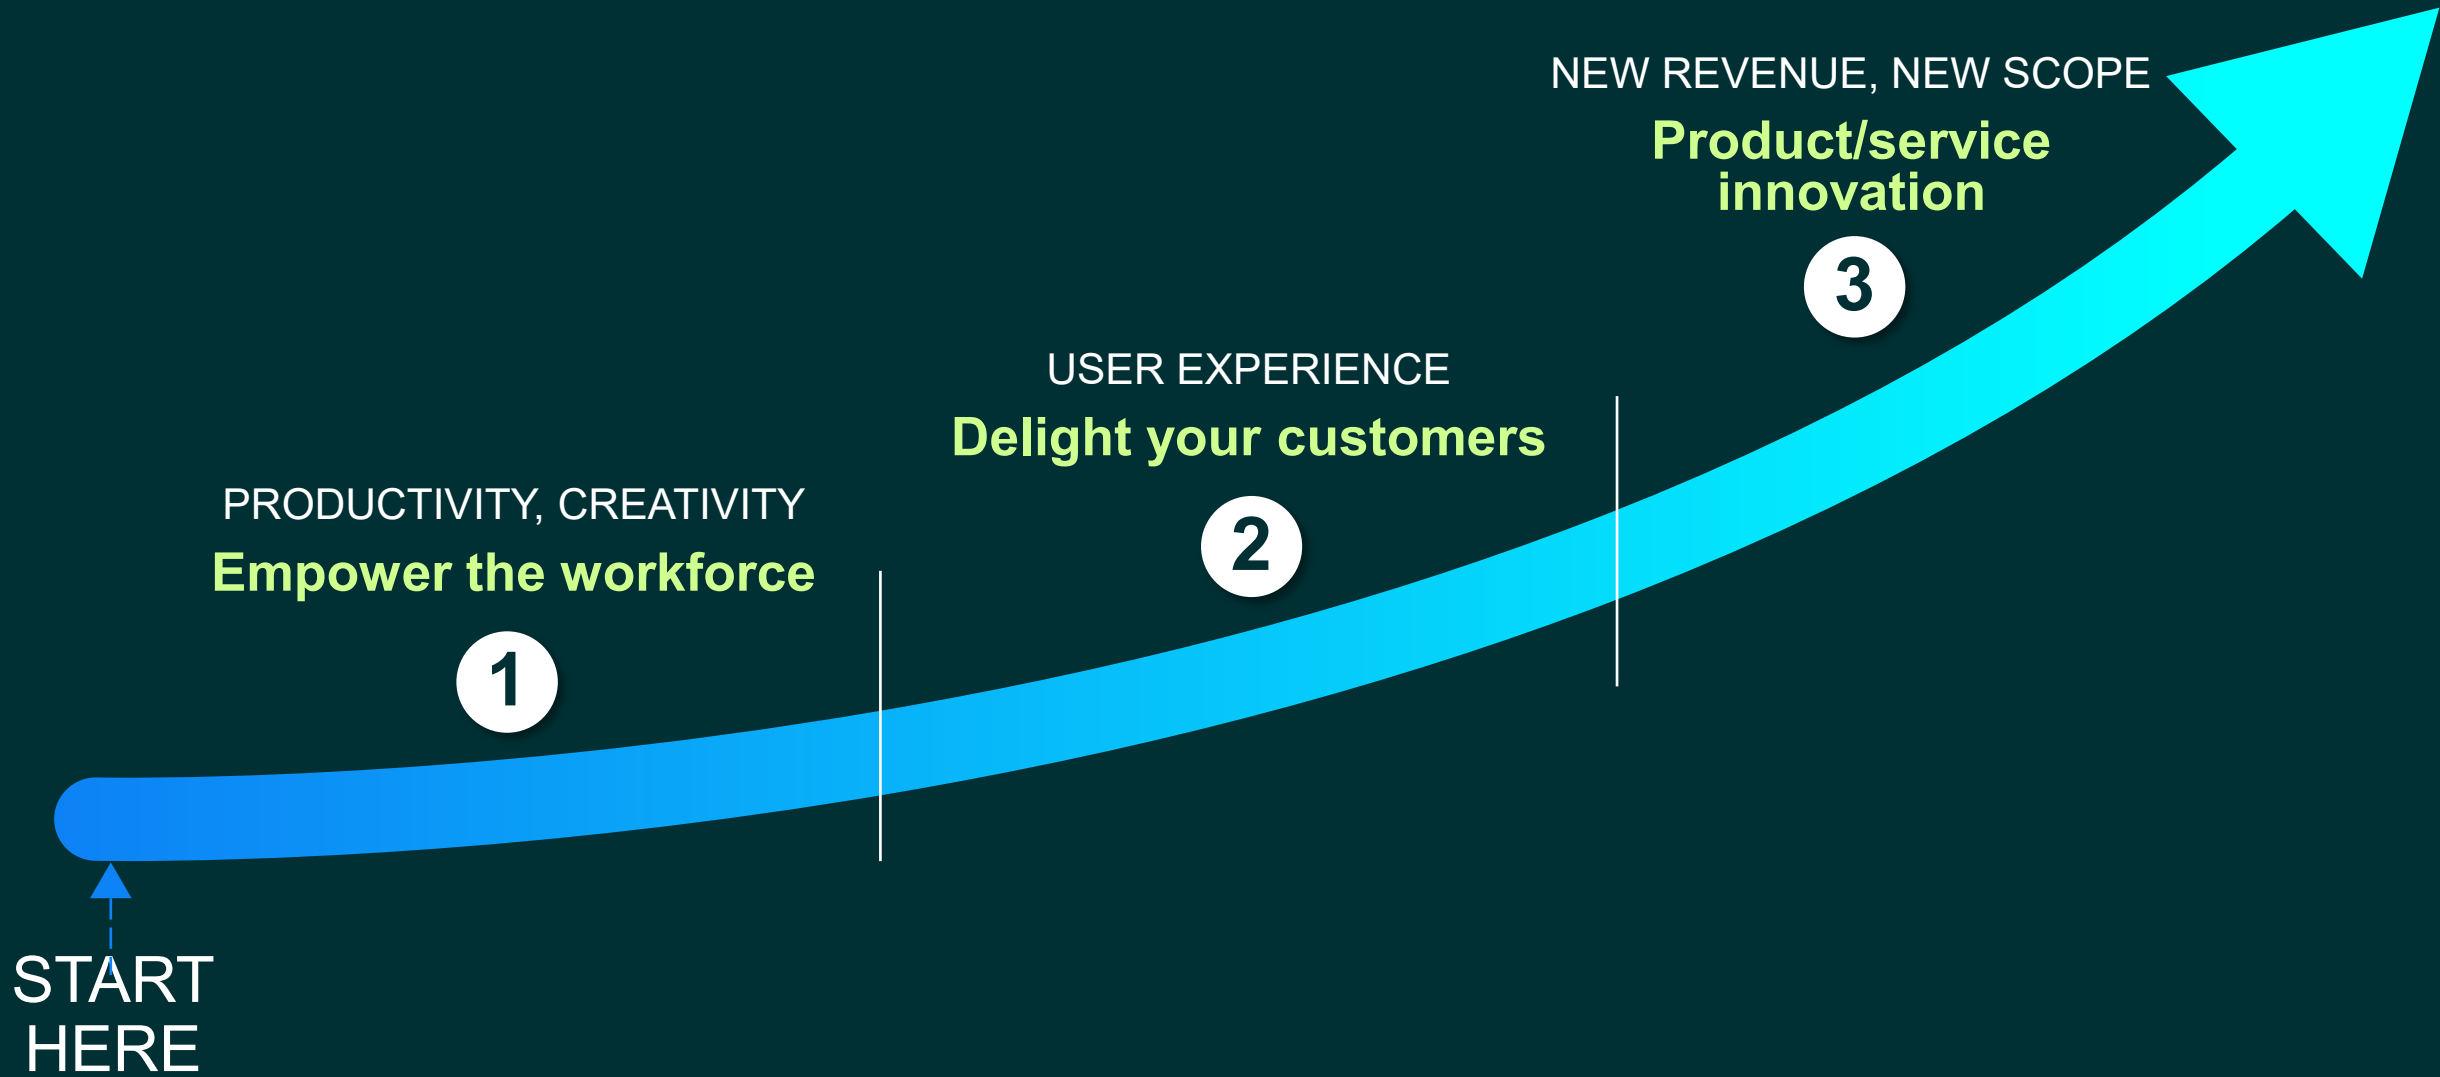 NEW REVENUE, NEW SCOPE
Product/service
innovation
3
USER EXPERIENCE
Delight your customers
2
PRODUCTIVITY, CREATIVITY
Empower the workforce
1
START
HERE